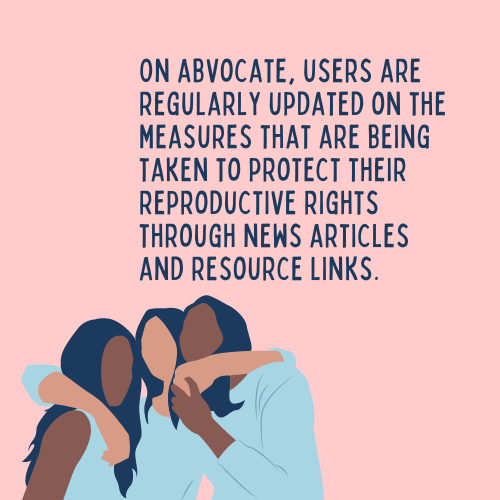 ON ABVOCATE, USERS ARE
REGULARLY UPDATED ON THE
MEASURES THAT ARE BEING
TAKEN TO PROTECT THEIR
REPRODUCTIVE RIGHTS
THROUGH NEWS ARTICLES
AND RESOURCE LINKS.